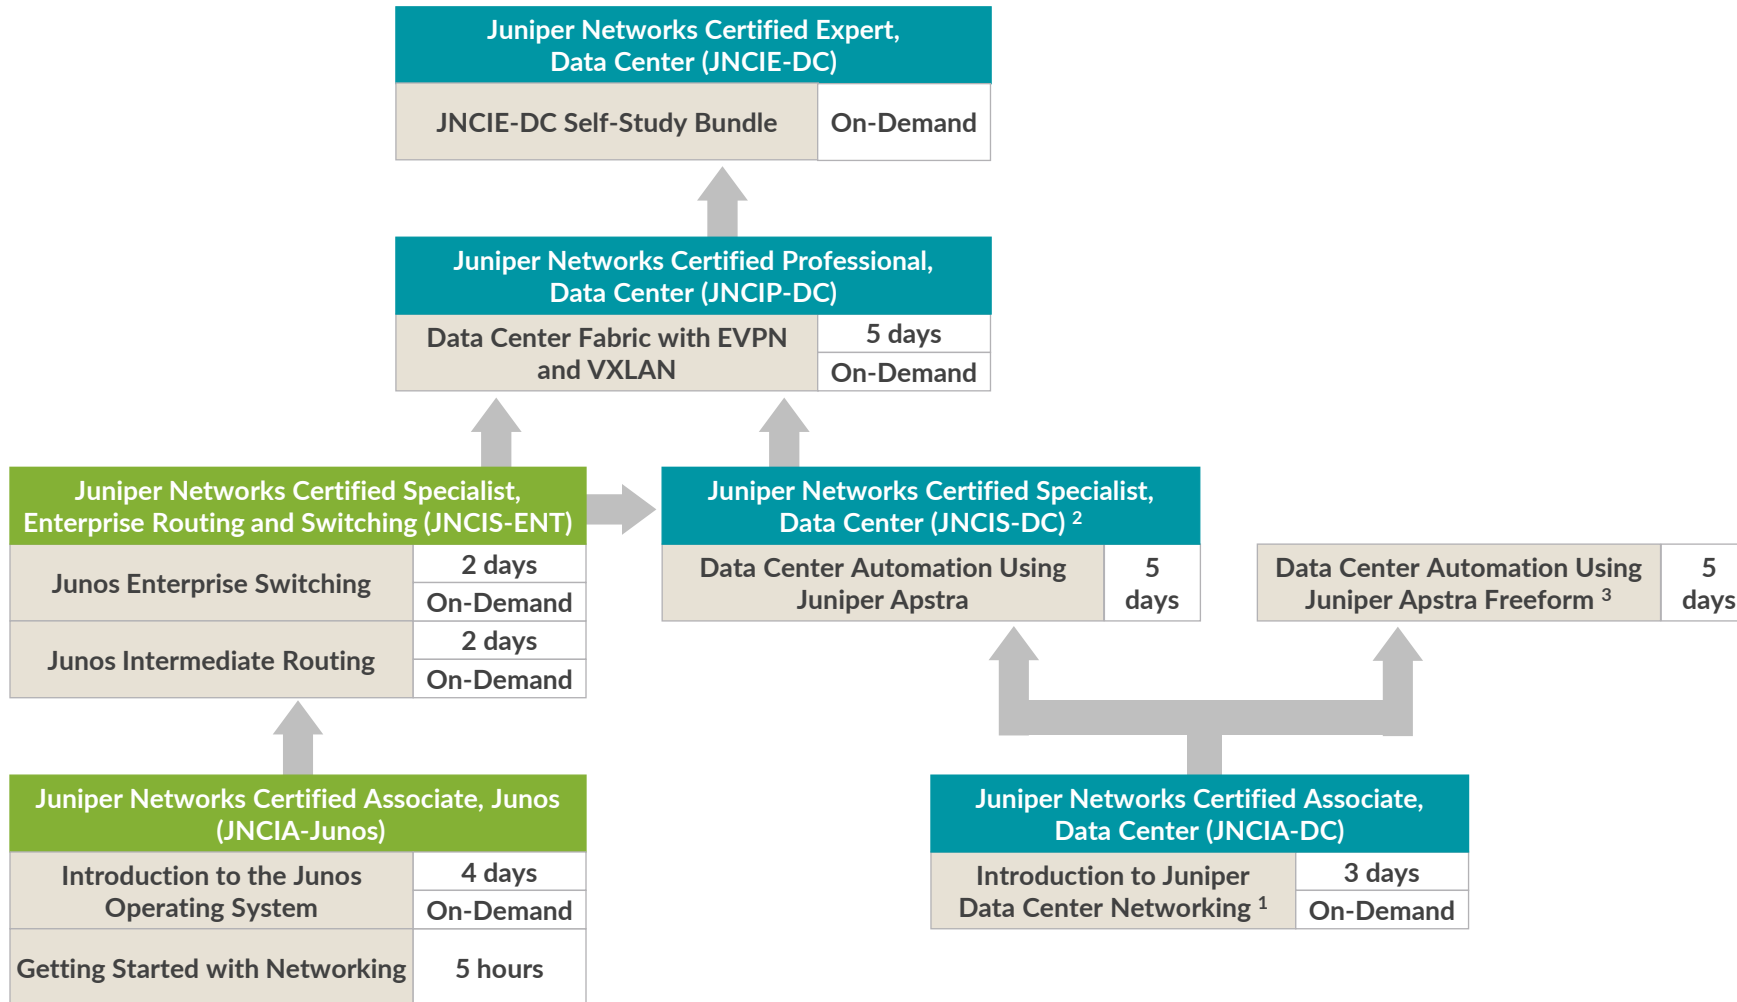 Juniper Networks Certified Expert,
Data Center (JNCIE-DC)
JNCIE-DC Self-Study Bundle
On-Demand
Juniper Networks Certified Professional,
Data Center (JNCIP-DC)
Data Center Fabric with EVPN
and VXLAN
5 days
On-Demand
Juniper Networks Certified Specialist,
Enterprise Routing and Switching (JNCIS-ENT)
Junos Enterprise Switching
2 days
On-Demand
Junos Intermediate Routing
2 days
On-Demand
Juniper Networks Certified Specialist,
Data Center (JNCIS-DC) ²
Data Center Automation Using
Juniper Apstra
5
days
Data Center Automation Using
Juniper Apstra Freeform ³
5
days
Juniper Networks Certified Associate, Junos
(JNCIA-Junos)
Introduction to the Junos
Operating System
4 days
On-Demand
Getting Started with Networking
5 hours
Juniper Networks Certified Associate,
Data Center (JNCIA-DC)
Introduction to Juniper
Data Center Networking ¹
3 days
On-Demand